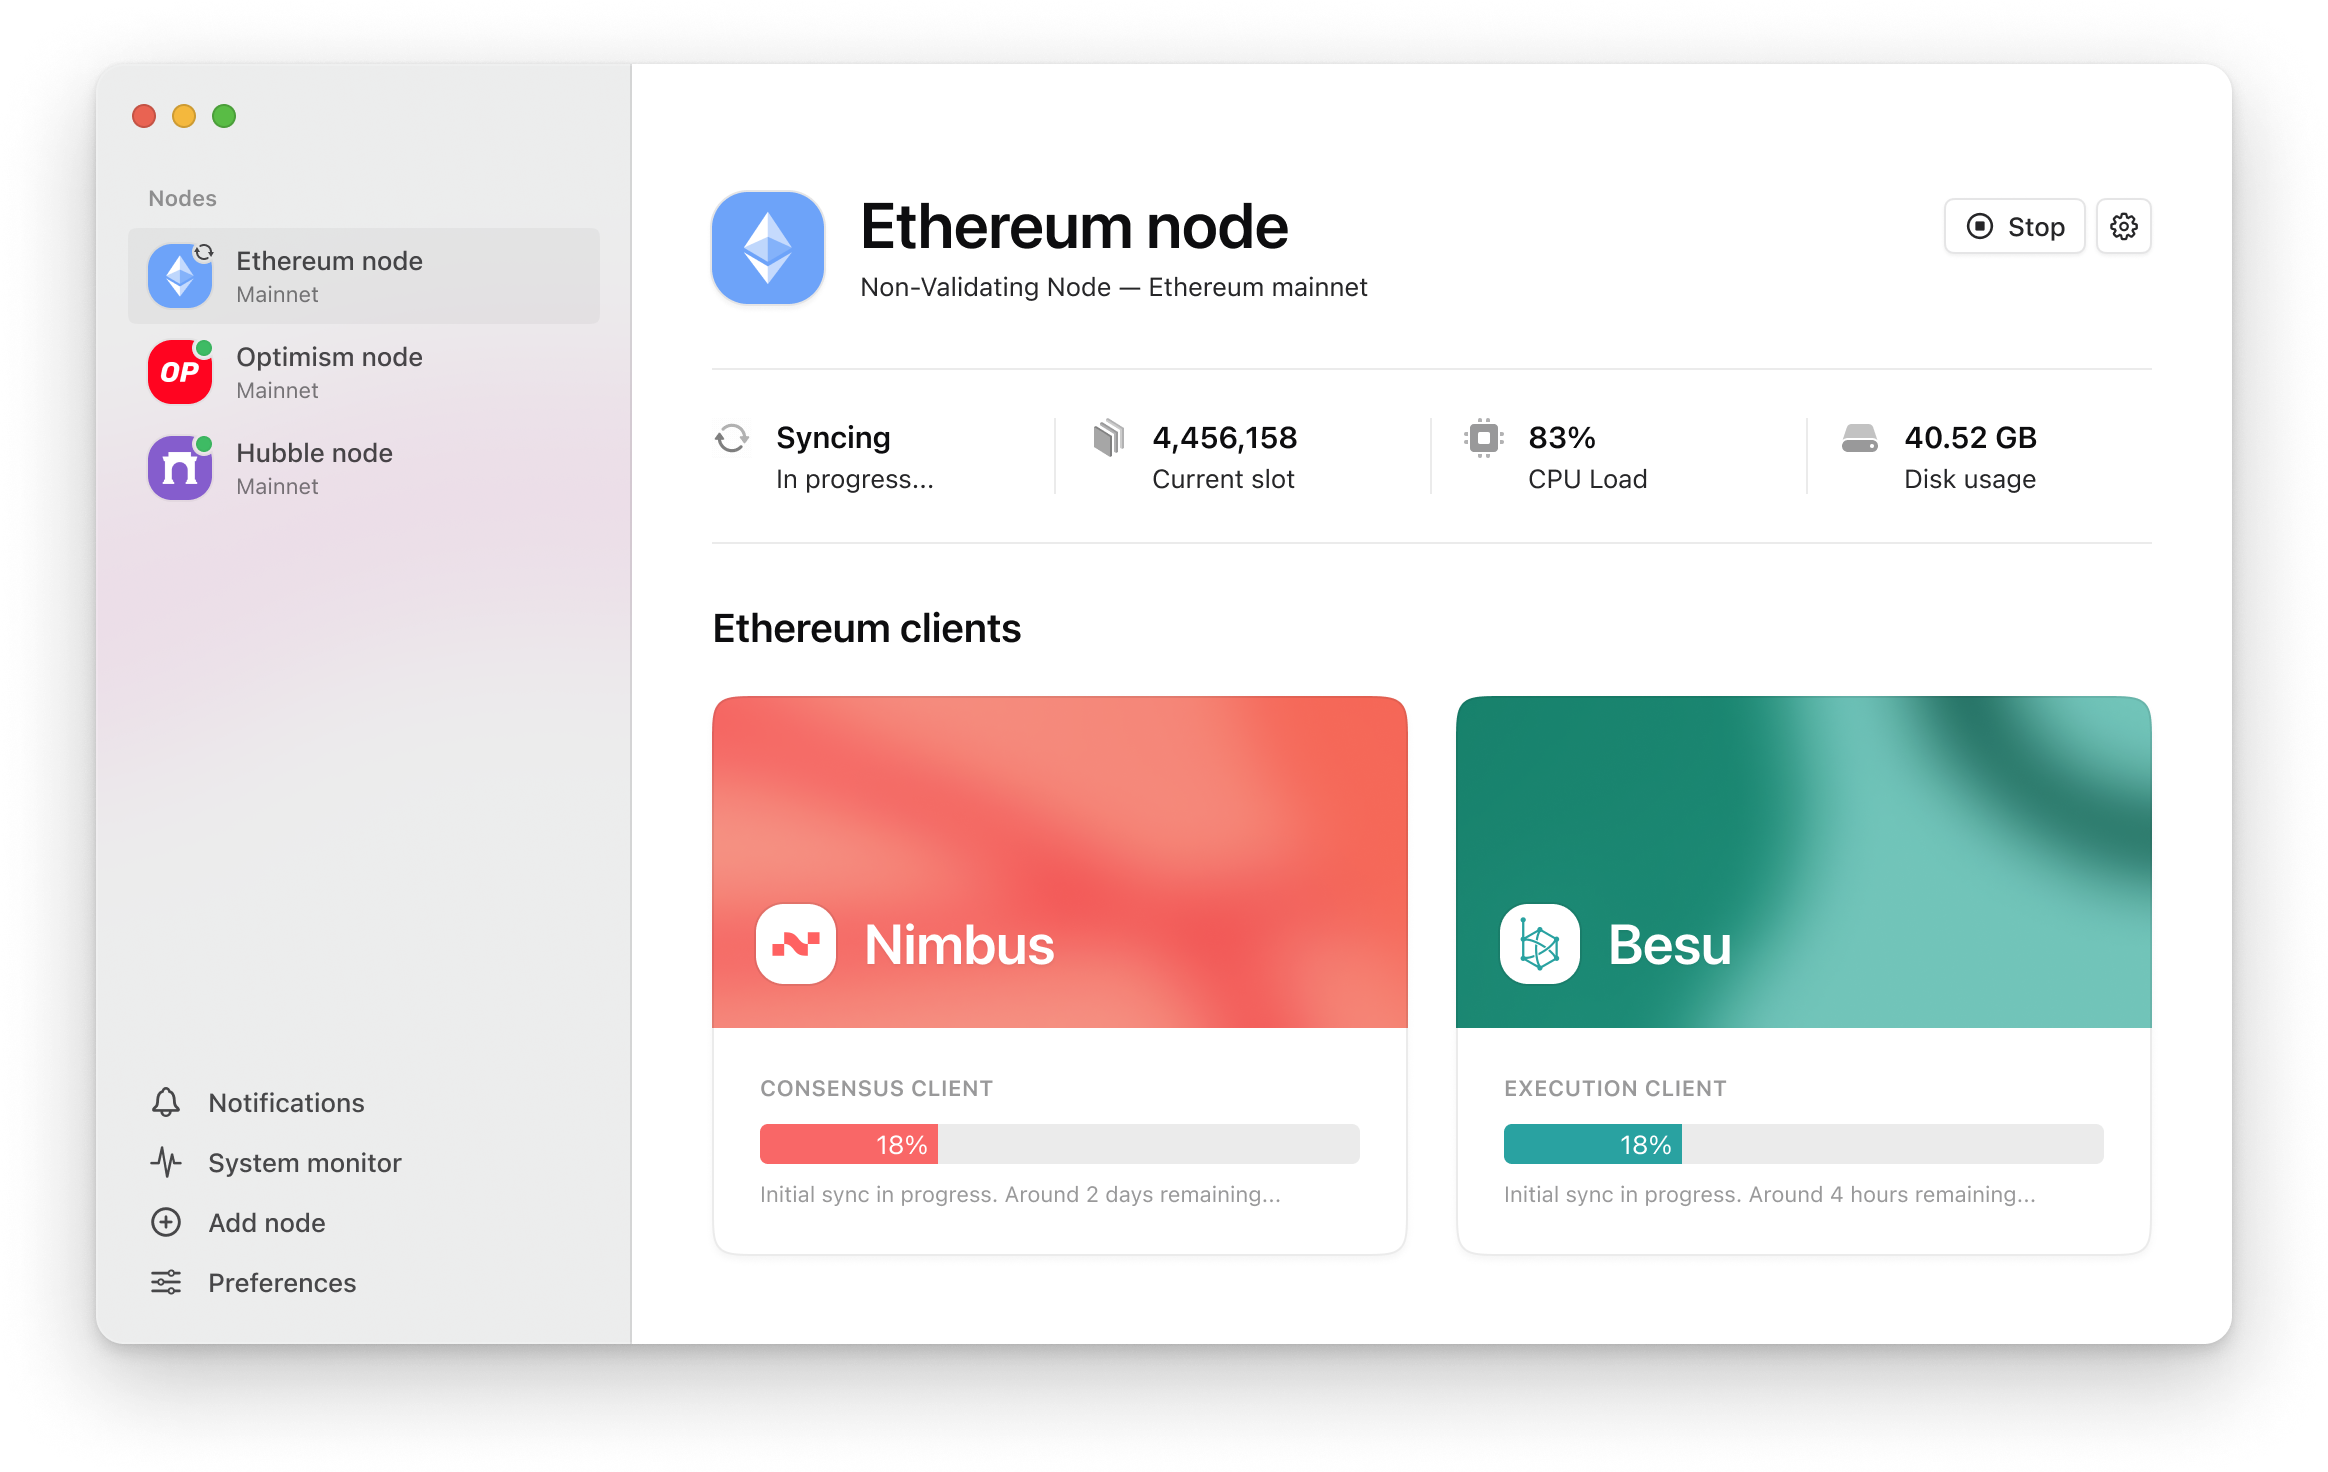 Nodes
Ethereum node
Mainnet
OP
Optimism node
Mainnet
Hubble node
Mainnet
Notifications
System monitor
Add node
Preferences
Ethereum node
Non-Validating Node — Ethereum mainnet
Stop
Syncing
In progress...
4,456,158
Current slot
83%
CPU Load
40.52 GB
Disk usage
Ethereum clients
Nimbus
CONSENSUS CLIENT
18%
Initial sync in progress. Around 2 days remaining...
Besu
EXECUTION CLIENT
18%
Initial sync in progress. Around 4 hours remaining...